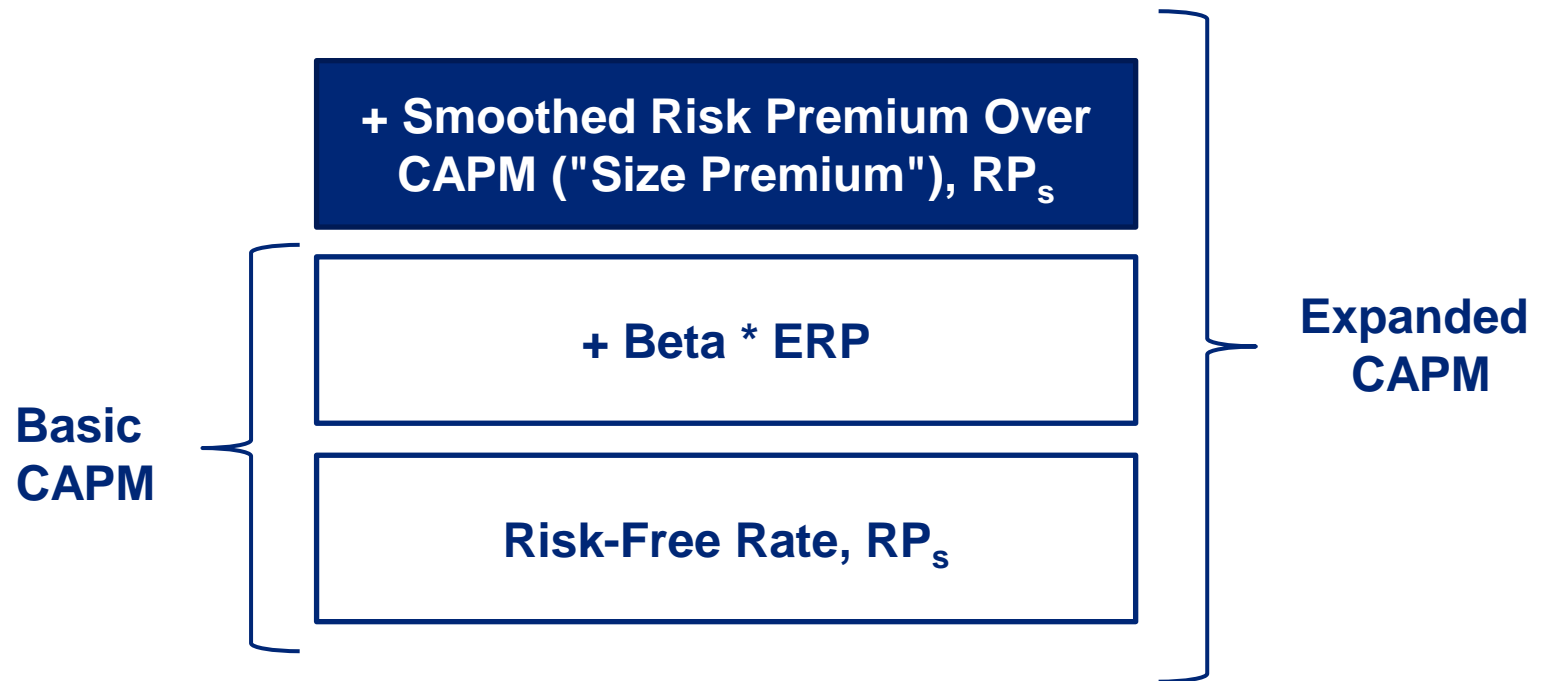 + Smoothed Risk Premium Over
CAPM ("Size Premium"), RPs
+ Beta * ERP
Risk-Free Rate, RPs
Basic
CAPM
Expanded
CAPM